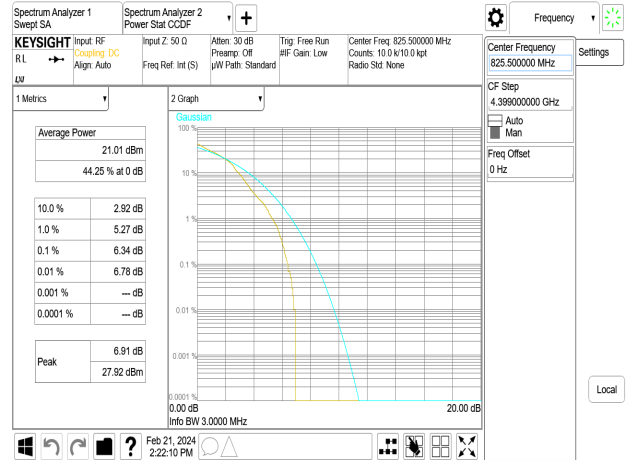 Spectrum Analyzer 1
Swept SA
Spectrum Analyzer 2
Power Stat CCDF
+
Frequency
KEYSIGHT
RL
LXI
Input: RF
Coupling: DC
Align: Auto
Input Z: 50 Ω
Freq Ref: Int (S)
Atten: 30 dB
Preamp: Off
µW Path: Standard
Trig: Free Run
#IF Gain: Low
Center Freq: 825.500000 MHz
Counts: 10.0 k/10.0 kpt
Radio Std: None
Center Frequency
825.500000 MHz
Settings
CF Step
4.399000000 GHz
Auto
Man
Freq Offset
0 Hz
1 Metrics
Average Power
21.01 dBm
44.25 % at 0 dB
10.0 % 2.92 dB
1.0 % 5.27 dB
0.1 % 6.34 dB
0.01 % 6.78 dB
0.001 % --- dB
0.0001 % --- dB
Peak
6.91 dB
27.92 dBm
2 Graph
Gaussian
100 %
10 %
1 %
0.1 %
0.01 %
0.001 %
0.0001 %
0.00 dB 20.00 dB
Info BW 3.0000 MHz
Local
?
Feb 21, 2024
2:22:10 PM